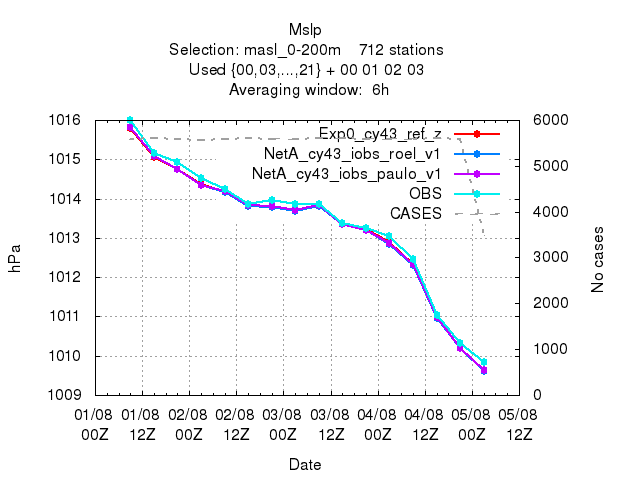 Mslp
Selection: masl_0-200m 712 stations
Used {00,03,...,21} + 00 01 02 03
Averaging window: 6h
hPa
1016
1015
1014
1013
1012
1011
1010
1009
Exp0_cy43_ref_z
NetA_cy43_iobs_roel_v1
NetA_cy43_iobs_paulo_v1
OBS
CASES
6000
5000
4000
3000
2000
1000
0
No cases
01/08 01/08 02/08 02/08 03/08 03/08 04/08 04/08 05/08 05/08
00Z 12Z 00Z 12Z 00Z 12Z 00Z 12Z 00Z 12Z
Date